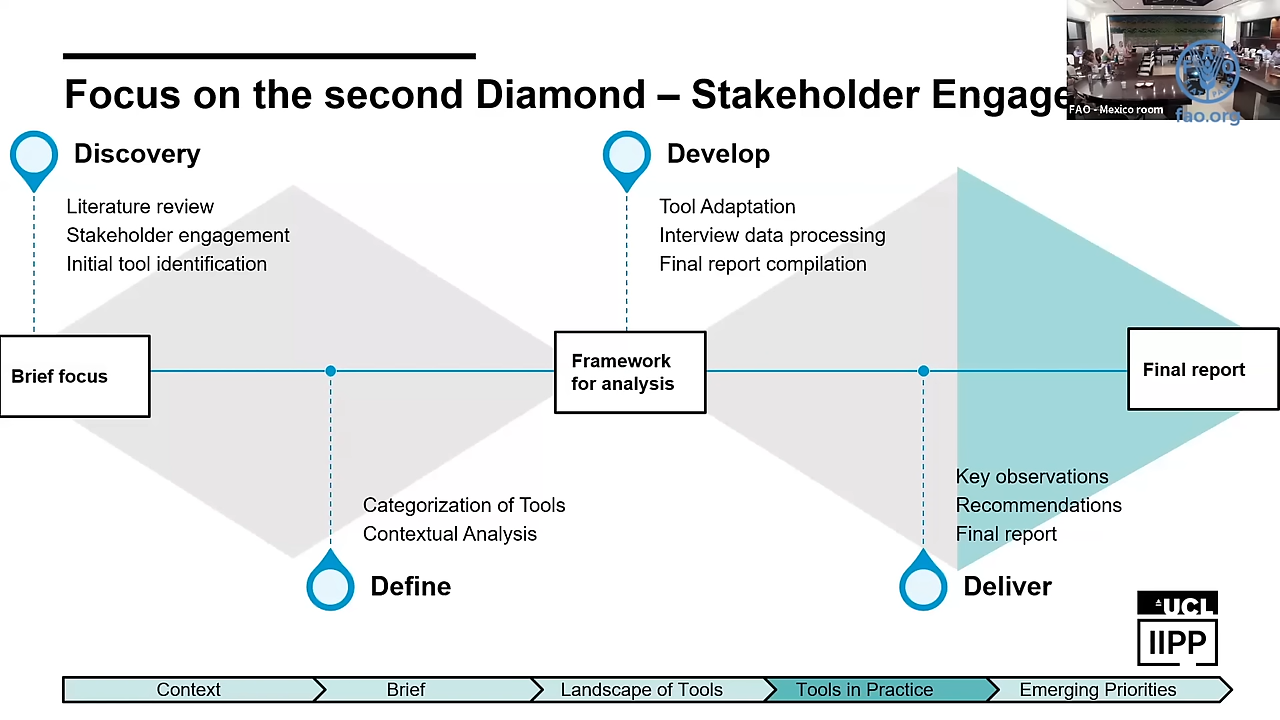 Focus on the second Diamond – Stakeholder Engage
FAO - Mexico room
fao.org
Discovery
Literature review
Stakeholder engagement
Initial tool identification
Develop
Tool Adaptation
Interview data processing
Final report compilation
Brief focus
Framework
for analysis
Final report
Categorization of Tools
Contextual Analysis
Define
Key observations
Recommendations
Final report
Deliver
UCL
IIPP
Context
Brief
Landscape of Tools
Tools in Practice
Emerging Priorities